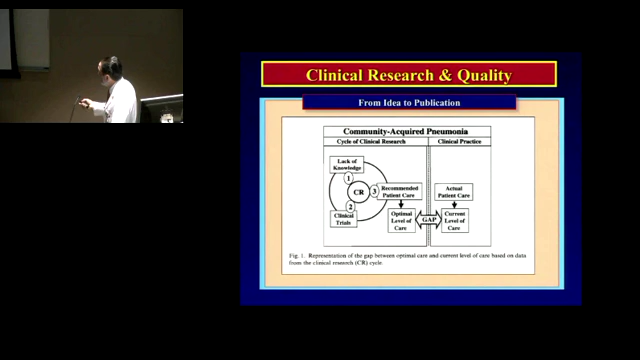 Clinical Research & Quality
From Idea to Publication
Community-Acquired Pneumonia
Cycle of Clinical Research
Clinical Practice
Lack of
Knowledge
1
CR
3
Recommended
Patient Care
Actual
Patient Care
2
Clinical
Trials
Optimal
Level of
Care
GAP
Current
Level of
Care
Fig. 1. Representation of the gap between optimal care and current level of care based on data
from the clinical research (CR) cycle.